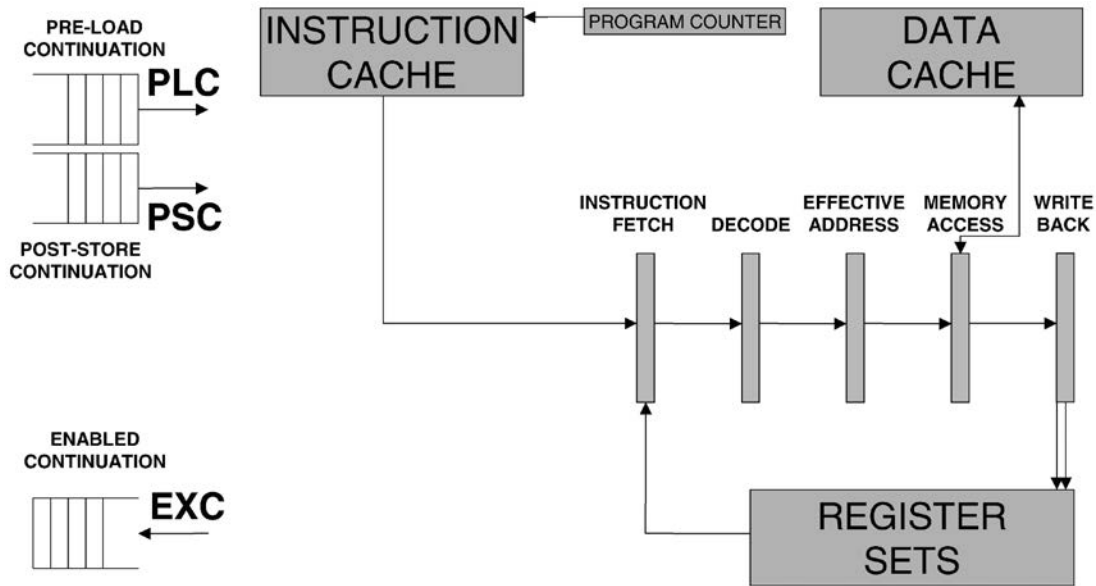 PRE-LOAD
CONTINUATION
PLC
PSC
POST-STORE
CONTINUATION
ENABLED
CONTINUATION
EXC
INSTRUCTION
CACHE
PROGRAM COUNTER
DATA
CACHE
INSTRUCTION
FETCH
DECODE
EFFECTIVE
ADDRESS
MEMORY
ACCESS
WRITE
BACK
REGISTER
SETS